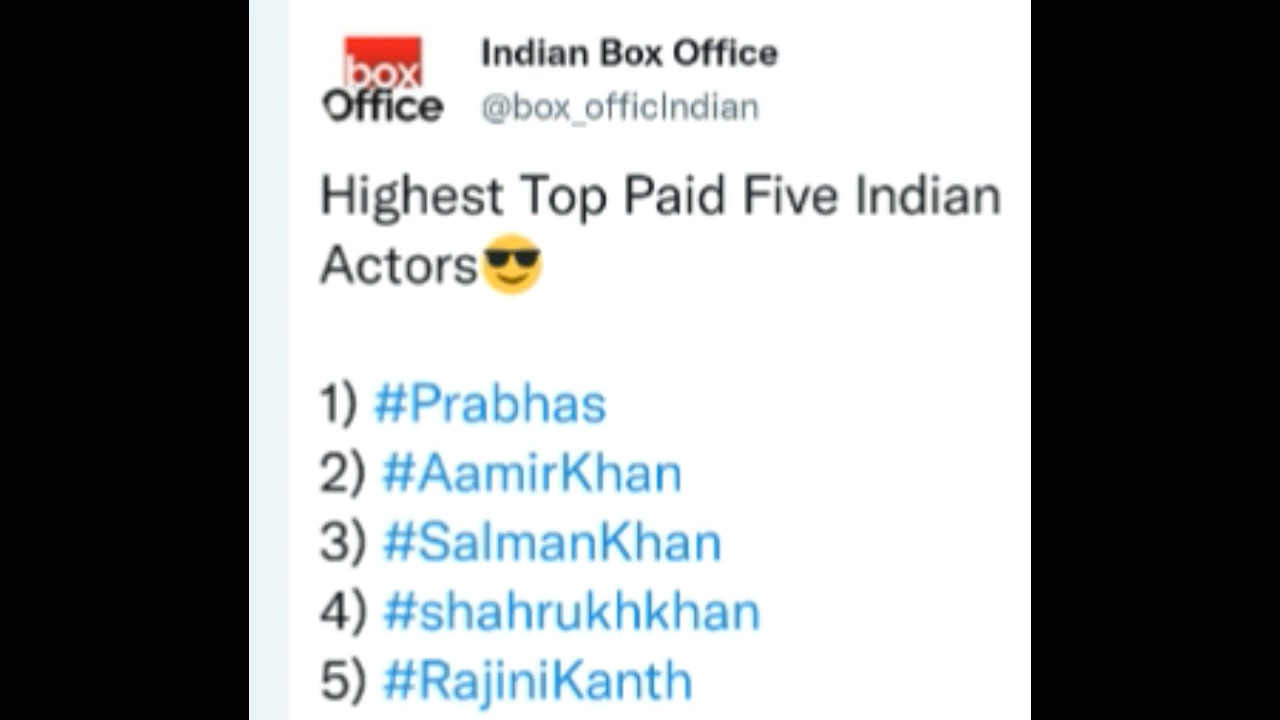 box
Office
Indian Box Office
@box_officIndian
Highest Top Paid Five Indian
Actors😎
1) #Prabhas
2) #AamirKhan
3) #SalmanKhan
4) #shahrukhkhan
5) #RajiniKanth